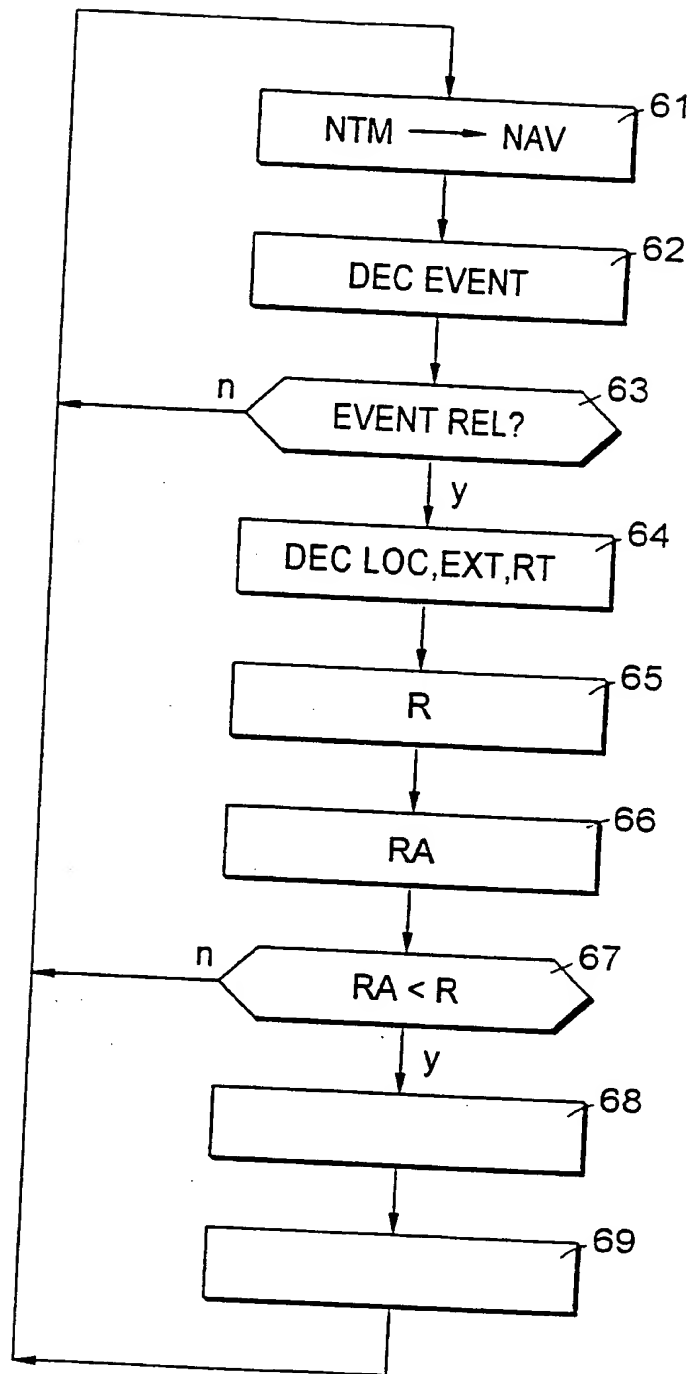 61
NTM → NAV
62
DEC EVENT
n
63
EVENT REL?
y
64
DEC LOC,EXT,RT
65
R
66
RA
n
67
RA < R
y
68
69